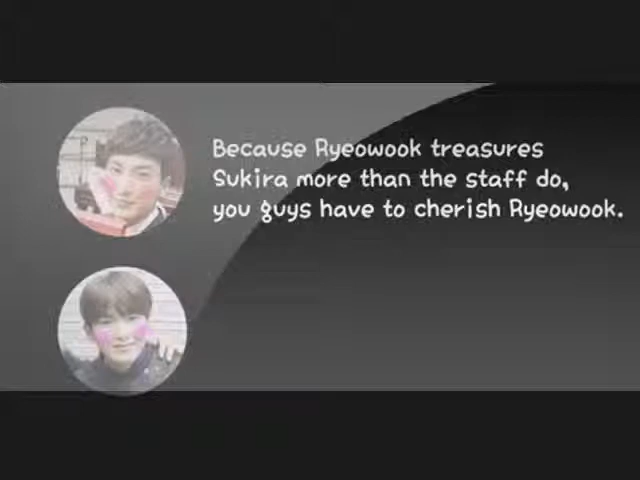 Because Ryeowook treasures
Sukira more than the staff do,
you guys have to cherish Ryeowook.